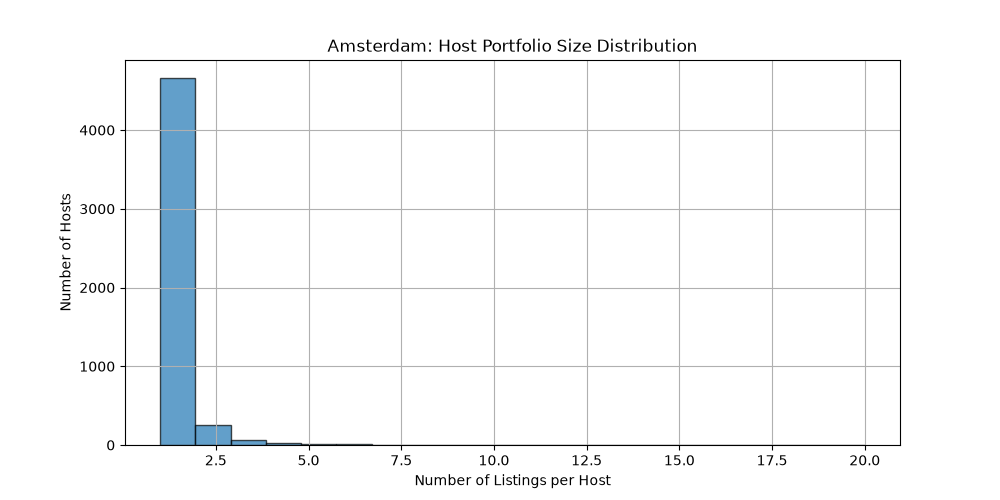 Amsterdam: Host Portfolio Size Distribution
Number of Hosts
4000
3000
2000
1000
0
2.5 5.0 7.5 10.0 12.5 15.0 17.5 20.0
Number of Listings per Host